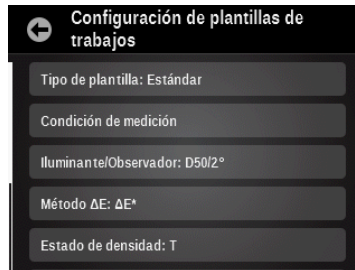 Configuración de plantillas de
trabajos
Tipo de plantilla: Estándar
Condición de medición
Iluminante/Observador: D50/2°
Método ΔE: ΔE*
Estado de densidad: T